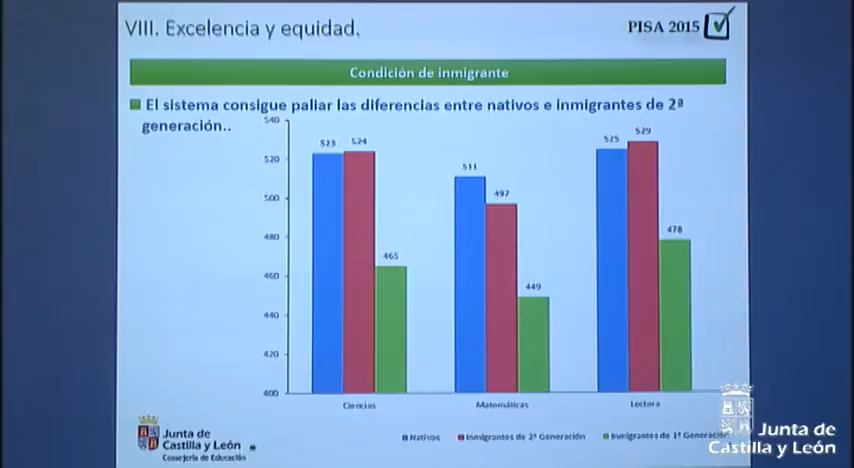 VIII. Excelencia y equidad.
PISA 2015
Condición de inmigrante
El sistema consigue paliar las diferencias entre nativos e inmigrantes de 2ª
generación..
540
520
500
480
460
440
420
400
523
524
465
511
497
449
525
529
478
Ciencias
Matemáticas
Lectora
Nativos
Inmigrantes de 2ª Generación
Inmigrantes de 1ª Generación
Junta de
Castilla y León
Consejería de Educación
Junta de
Castilla y León